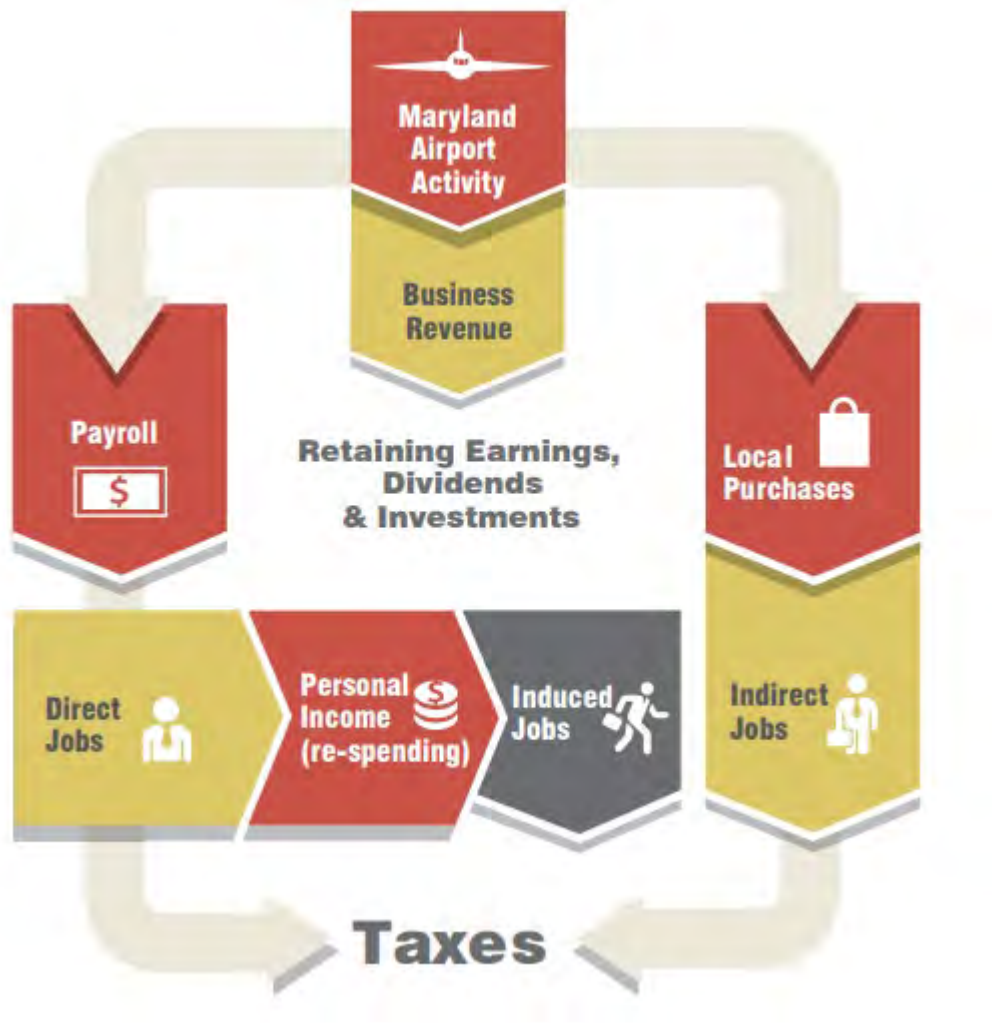 Maryland
Airport
Activity
Business
Revenue
Retaining Earnings,
Dividends
& Investments
Payroll
$
Local
Purchases
Direct
Jobs
Personal
Income
(re-spending)
$
Induced
Jobs
Indirect
Jobs
Taxes